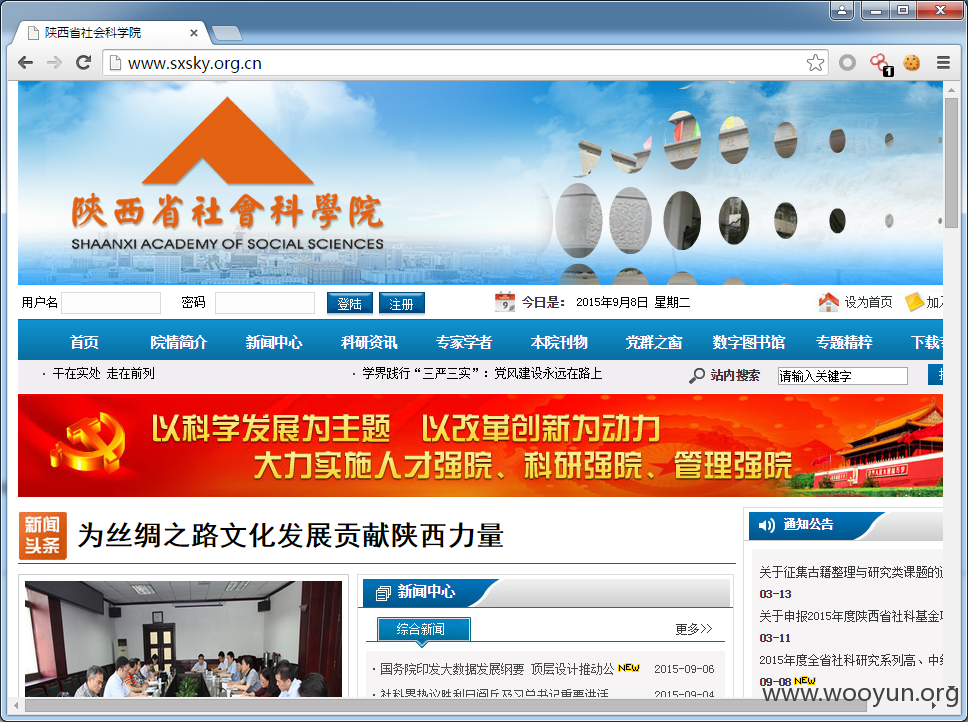 陕西省社会科学院
www.sxsky.org.cn
1
陝西省社會科學院
SHAANXI ACADEMY OF SOCIAL SCIENCES
用户名 密码 登陆 注册 9 今日是： 2015年9月8日 星期二 设为首页 加入
首页 院情简介 新闻中心 科研资讯 专家学者 本院刊物 党群之窗 数字图书馆 专题精粹 下载
· 干在实处 走在前列 · 学界践行“三严三实”：党风建设永远在路上 站内搜索 请输入关键字
以科学发展为主题 以改革创新为动力
大力实施人才强院、科研强院、管理强院
新闻
头条
为丝绸之路文化发展贡献陕西力量
通知公告
关于征集古籍整理与研究类课题的
03-13
关于申报2015年度陕西省社科基金项
03-11
2015年度全省社科研究系列高、中
09-08 NEW
新闻中心
综合新闻 更多>>
· 国务院印发大数据发展纲要 顶层设计推动公 NEW 2015-09-06
· 社科界热议胜利日阅兵及习总书记重要讲话 2015-09-04
www.wooyun.org